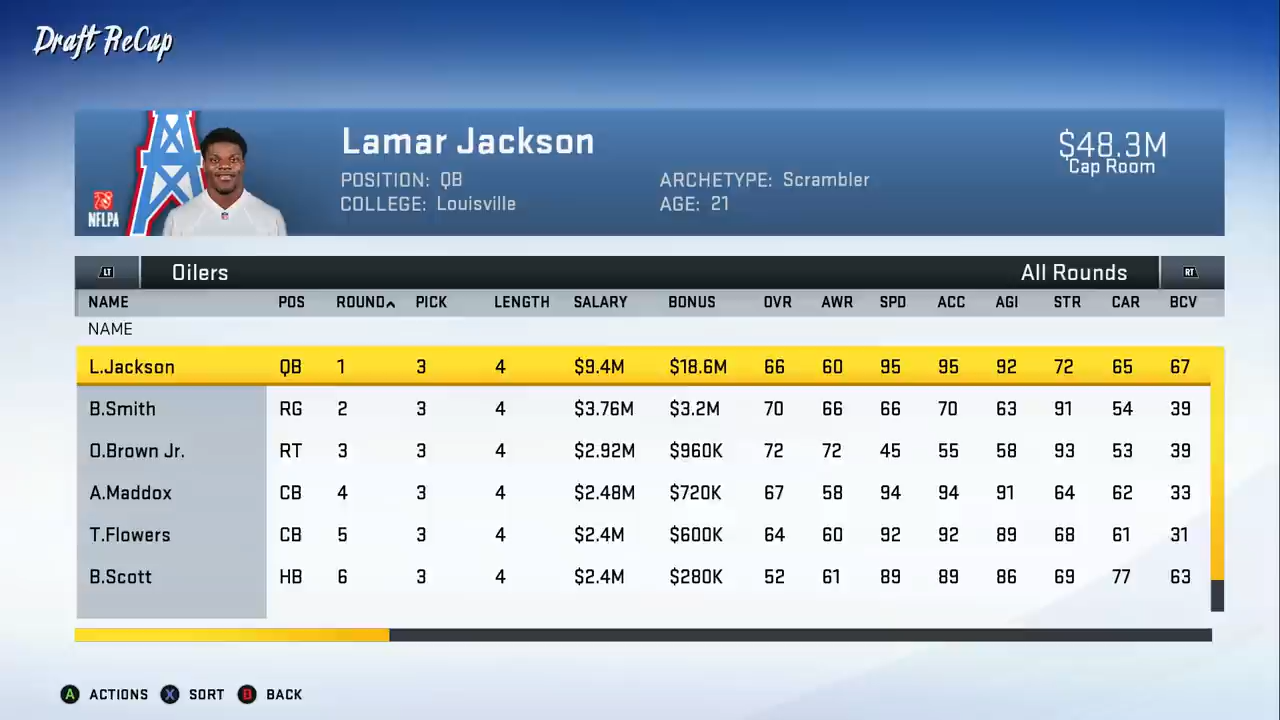 Draft ReCap
Lamar Jackson
$48.3M
Cap Room
POSITION: QB
ARCHETYPE: Scrambler
COLLEGE: Louisville
AGE: 21
NFLPA
LT Oilers All Rounds RT
NAME POS ROUND PICK LENGTH SALARY BONUS OVR AWR SPD ACC AGI STR CAR BCV
NAME
L.Jackson QB 1 3 4 $9.4M $18.6M 66 60 95 95 92 72 65 67
B.Smith RG 2 3 4 $3.76M $3.2M 70 66 66 70 63 91 54 39
O.Brown Jr. RT 3 3 4 $2.92M $960K 72 72 45 55 58 93 53 39
A.Maddox CB 4 3 4 $2.48M $720K 67 58 94 94 91 64 62 33
T.Flowers CB 5 3 4 $2.4M $600K 64 60 92 92 89 68 61 31
B.Scott HB 6 3 4 $2.4M $280K 52 61 89 89 86 69 77 63
A ACTIONS X SORT B BACK